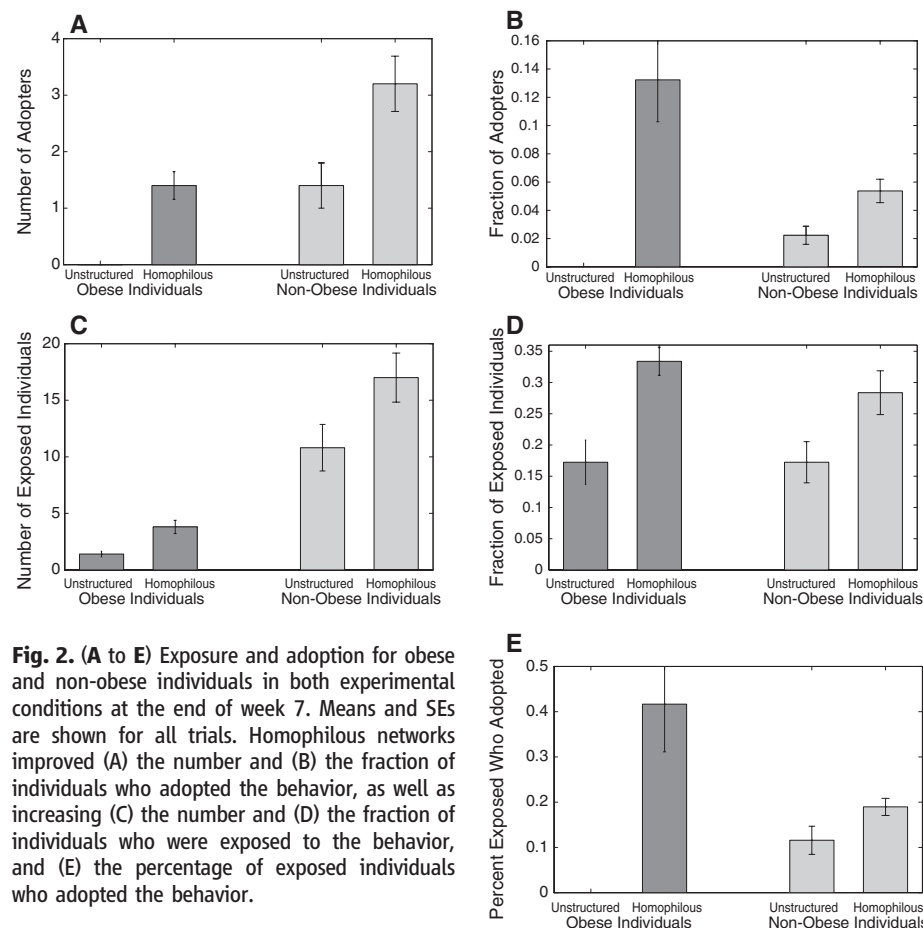 A
Number of Adopters
4
3
2
1
0
Unstructured Homophilous Unstructured Homophilous
Obese Individuals Non-Obese Individuals
B
Fraction of Adopters
0.16
0.14
0.12
0.1
0.08
0.06
0.04
0.02
0
Unstructured Homophilous Unstructured Homophilous
Obese Individuals Non-Obese Individuals
C
Number of Exposed Individuals
20
15
10
5
0
Unstructured Homophilous Unstructured Homophilous
Obese Individuals Non-Obese Individuals
D
Fraction of Exposed Individuals
0.35
0.3
0.25
0.2
0.15
0.1
0.05
0
Unstructured Homophilous Unstructured Homophilous
Obese Individuals Non-Obese Individuals
Fig. 2. (A to E) Exposure and adoption for obese
and non-obese individuals in both experimental
conditions at the end of week 7. Means and SEs
are shown for all trials. Homophilous networks
improved (A) the number and (B) the fraction of
individuals who adopted the behavior, as well as
increasing (C) the number and (D) the fraction of
individuals who were exposed to the behavior,
and (E) the percentage of exposed individuals
who adopted the behavior.
E
Percent Exposed Who Adopted
0.5
0.4
0.3
0.2
0.1
0
Unstructured Homophilous Unstructured Homophilous
Obese Individuals Non-Obese Individuals